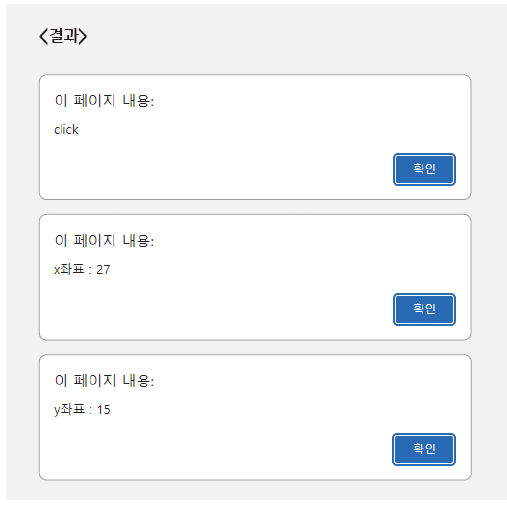 <결과>
이 페이지 내용:
click
확인
이 페이지 내용:
x좌표 : 27
확인
이 페이지 내용:
y좌표 : 15
확인